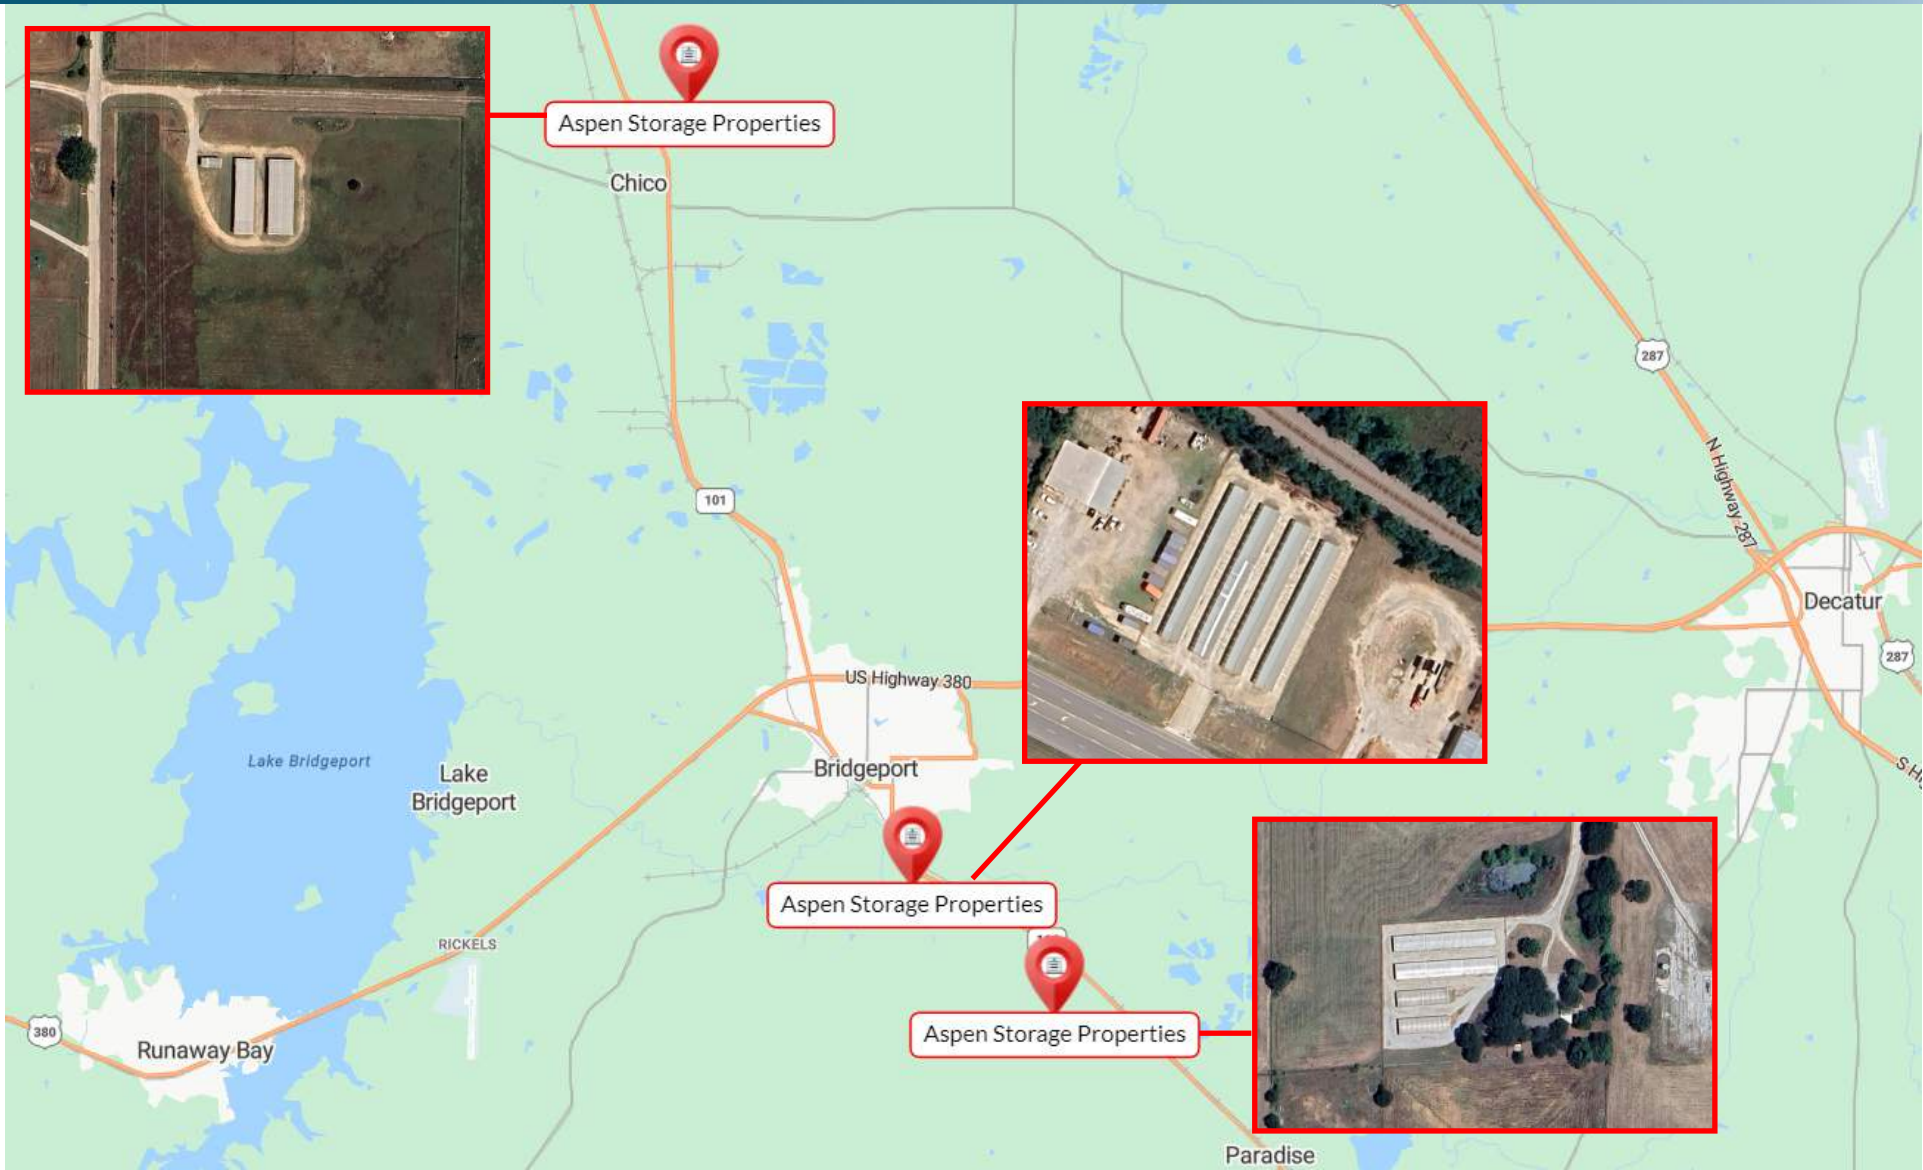 Aspen Storage Properties
Chico
287
N Highway 287
101
Decatur
287
US Highway 380
Lake Bridgeport
Lake
Bridgeport
Bridgeport
Aspen Storage Properties
RICKELS
Aspen Storage Properties
380
Runaway Bay
Paradise